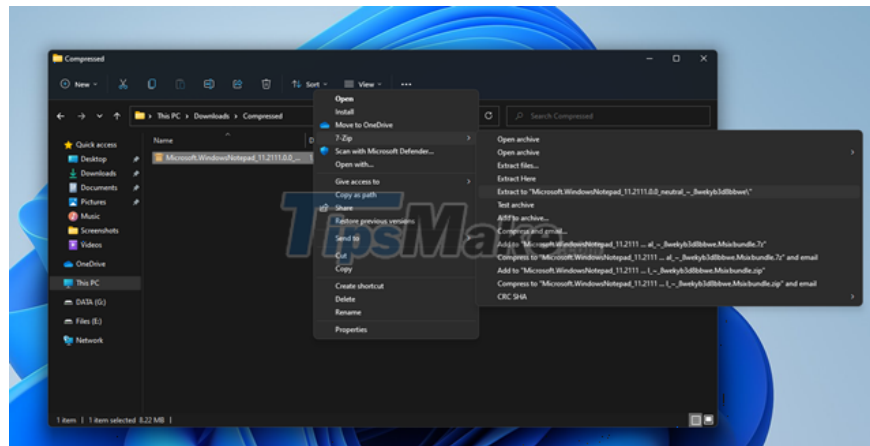 Compressed
New
Sort
View
This PC > Downloads > Compressed
Search Compressed
Quick access
Desktop
Downloads
Documents
Pictures
Music
Screenshots
Videos
OneDrive
This PC
DATA (G:)
Files (E:)
Network
Name
Microsoft.WindowsNotepad_11.2111.0.0_...
Open
Install
Move to OneDrive
7-Zip
Scan with Microsoft Defender...
Open with...
Give access to
Copy as path
Share
Restore previous versions
Send to
Cut
Copy
Create shortcut
Delete
Rename
Properties
Open archive
Open archive
Extract files...
Extract Here
Extract to "Microsoft.WindowsNotepad_11.2111.0.0_neutral_~_8wekyb3d8bbwe\"
Test archive
Add to archive...
Compress and email...
Add to "Microsoft.WindowsNotepad_11.2111 ... al_~_8wekyb3d8bbwe.Msixbundle.7z"
Compress to "Microsoft.WindowsNotepad_11.2111 ... al_~_8wekyb3d8bbwe.Msixbundle.7z" and email
Add to "Microsoft.WindowsNotepad_11.2111 ... l_~_8wekyb3d8bbwe.Msixbundle.zip"
Compress to "Microsoft.WindowsNotepad_11.2111 ... l_~_8wekyb3d8bbwe.Msixbundle.zip" and email
CRC SHA
TipsMake.com
1 item | 1 item selected 8.22 MB |